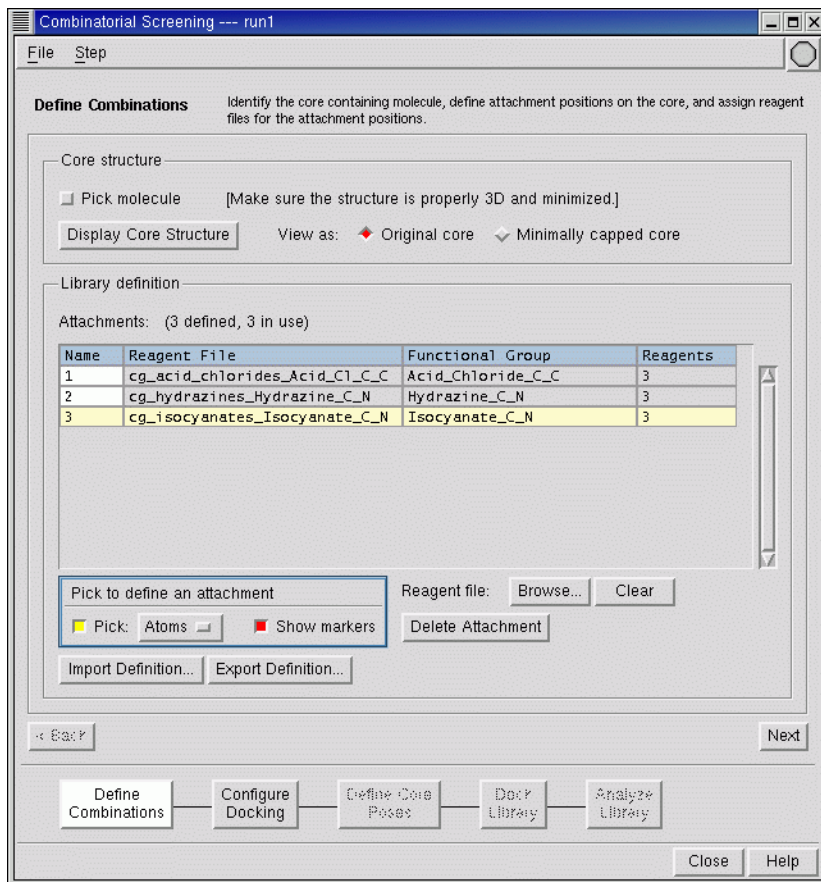 Combinatorial Screening --- run1
File Step
Define Combinations
Identify the core containing molecule, define attachment positions on the core, and assign reagent
files for the attachment positions.
Core structure
Pick molecule [Make sure the structure is properly 3D and minimized.]
Display Core Structure View as: Original core Minimally capped core
Library definition
Attachments: (3 defined, 3 in use)
Name Reagent File Functional Group Reagents
1 cg_acid_chlorides_Acid_Cl_C_C Acid_Chloride_C_C 3
2 cg_hydrazines_Hydrazine_C_N Hydrazine_C_N 3
3 cg_isocyanates_Isocyanate_C_N Isocyanate_C_N 3
Pick to define an attachment
Reagent file: Browse... Clear
Pick: Atoms Show markers
Delete Attachment
Import Definition... Export Definition...
< Back Next
Define
Combinations
Configure
Docking
Define Core
Poses
Dock
Library
Analyze
Library
Close Help